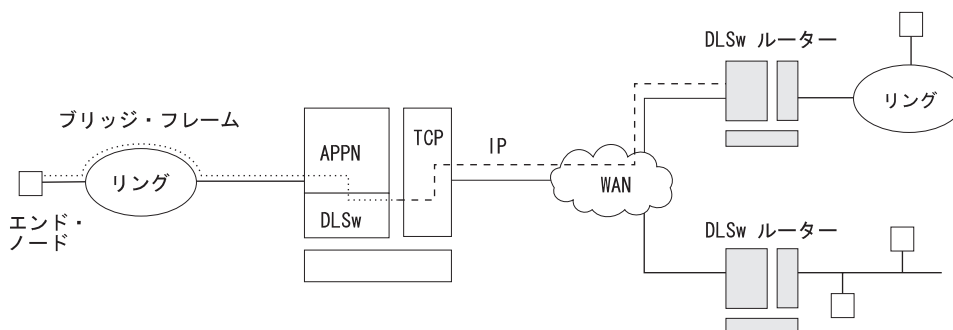 DLSw ルーター
リング
ブリッジ・フレーム
リング
エンド・
ノード
APPN
DLSw
TCP
IP
WAN
DLSw ルーター